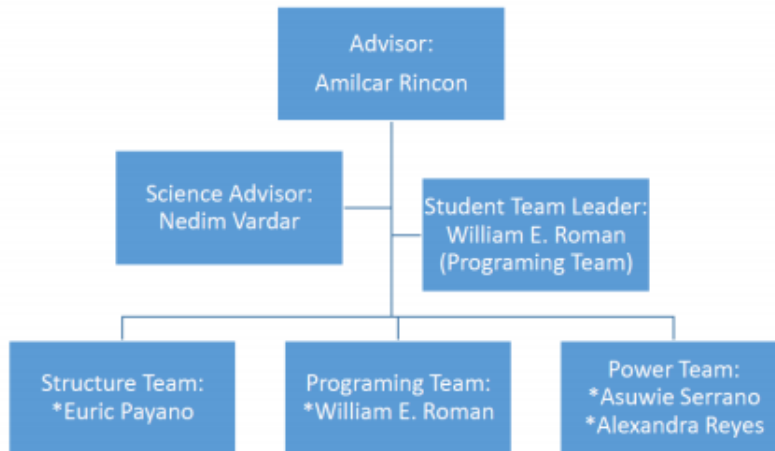 Advisor:
Amilcar Rincon
Science Advisor:
Nedim Vardar
Student Team Leader:
William E. Roman
(Programing Team)
Structure Team:
*Euric Payano
Programing Team:
*William E. Roman
Power Team:
*Asuwie Serrano
*Alexandra Reyes